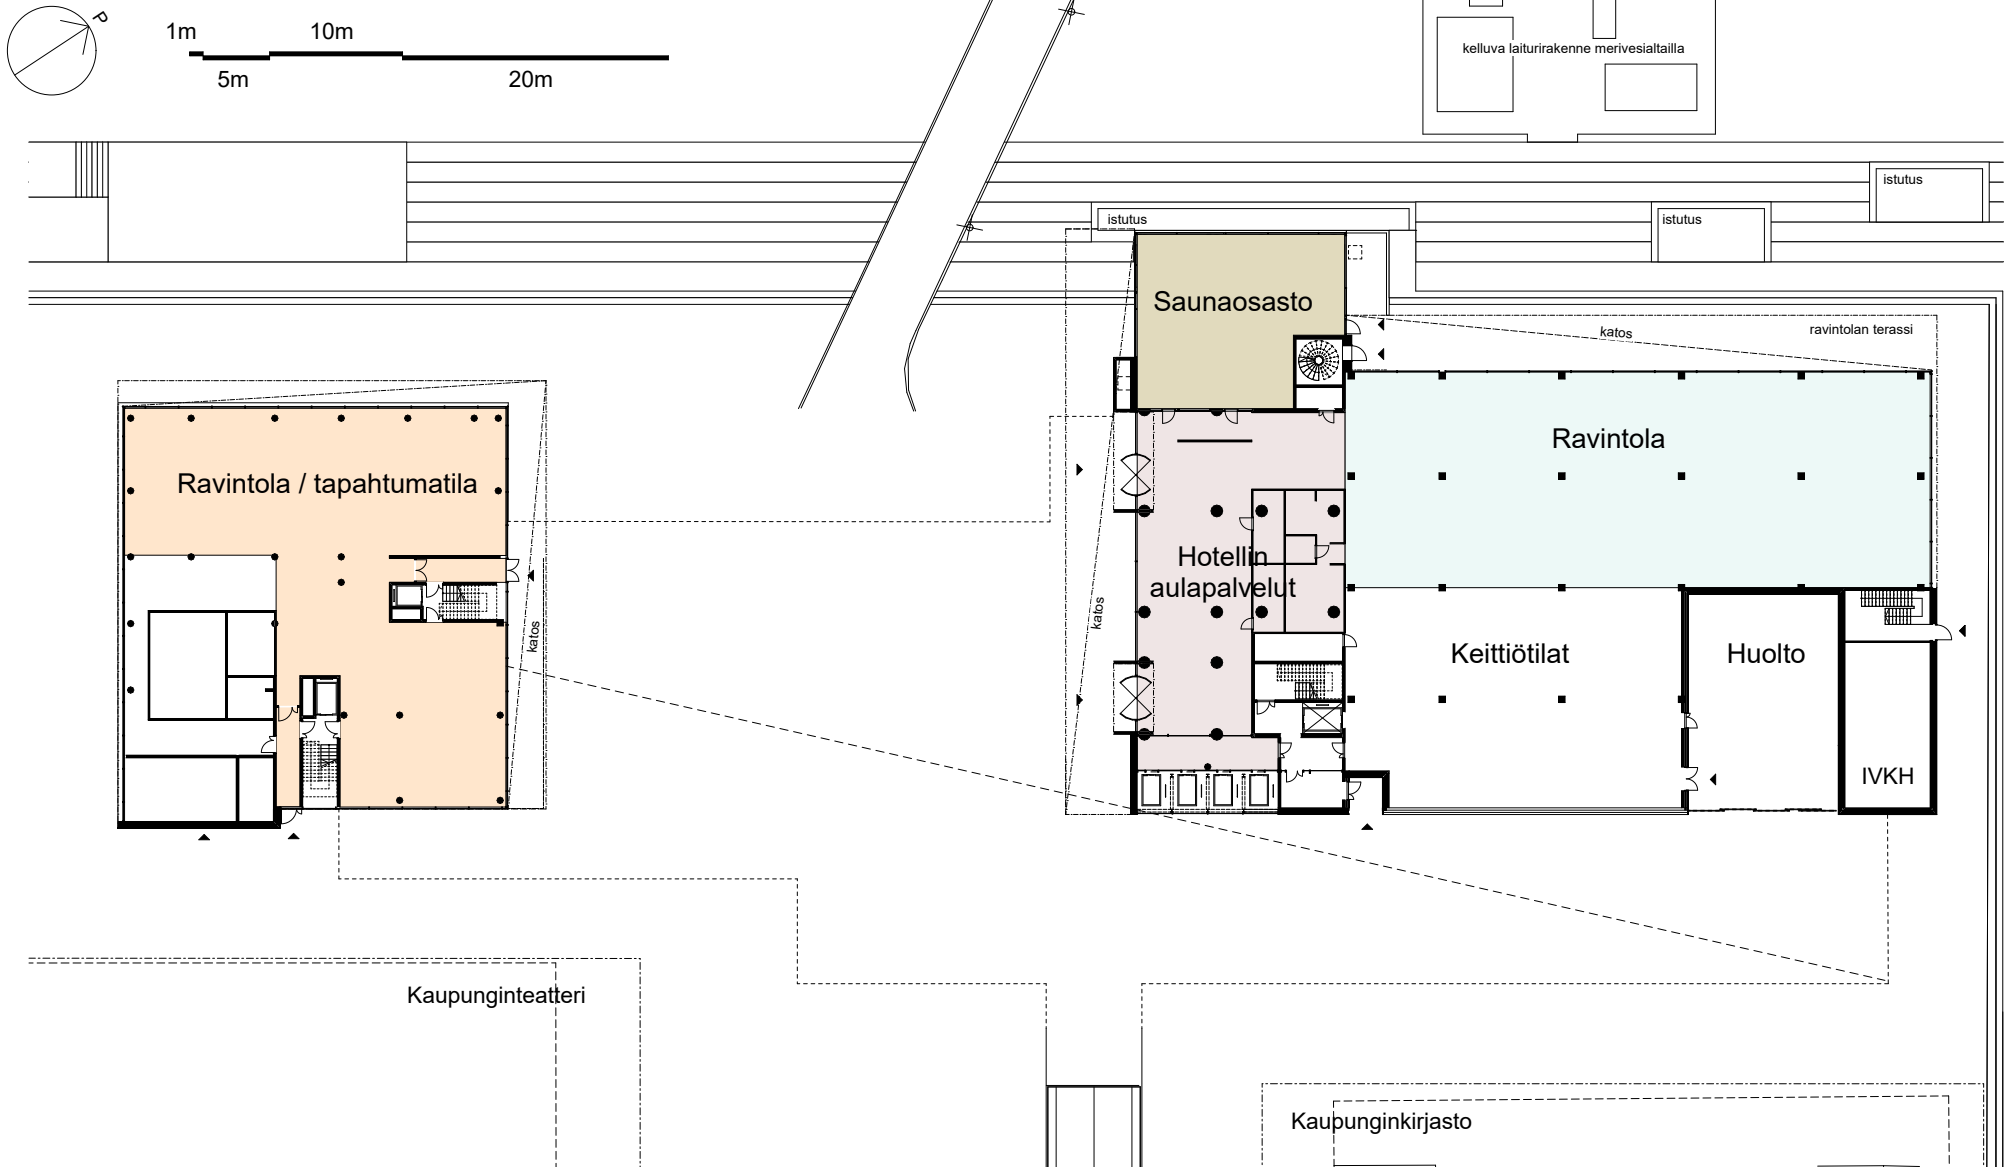 P
1m
10m
5m
20m
kelluva laiturirakenne merivesialtailla
istutus
istutus
istutus
Saunaosasto
katos
ravintolan terassi
Ravintola
Ravintola / tapahtumatila
Hotellin
aulapalvelut
katos
katos
Keittiötilat
Huolto
IVKH
Kaupunginteatteri
Kaupunginkirjasto